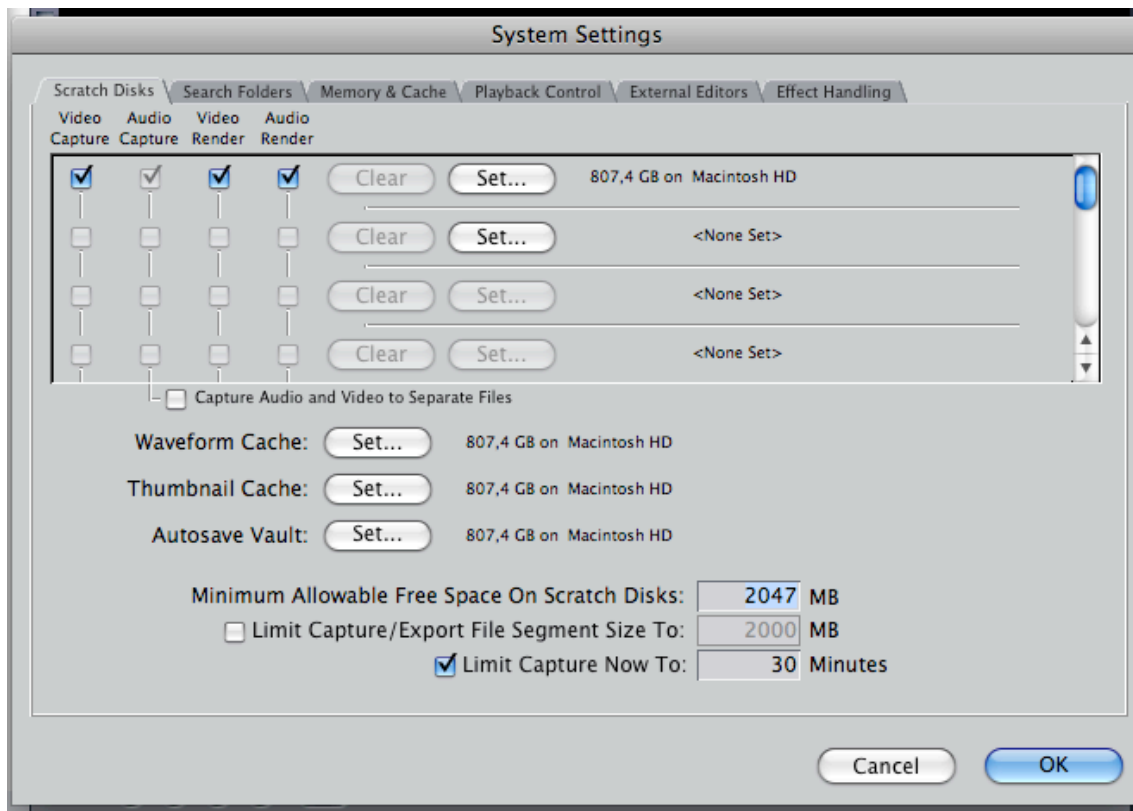 System Settings
Scratch Disks Search Folders Memory & Cache Playback Control External Editors Effect Handling
Video Audio Video Audio
Capture Capture Render Render
Clear Set... 807,4 GB on Macintosh HD
Clear Set... <None Set>
Clear Set... <None Set>
Clear Set... <None Set>
Capture Audio and Video to Separate Files
Waveform Cache: Set... 807,4 GB on Macintosh HD
Thumbnail Cache: Set... 807,4 GB on Macintosh HD
Autosave Vault: Set... 807,4 GB on Macintosh HD
Minimum Allowable Free Space On Scratch Disks: 2047 MB
Limit Capture/Export File Segment Size To: 2000 MB
Limit Capture Now To: 30 Minutes
Cancel OK